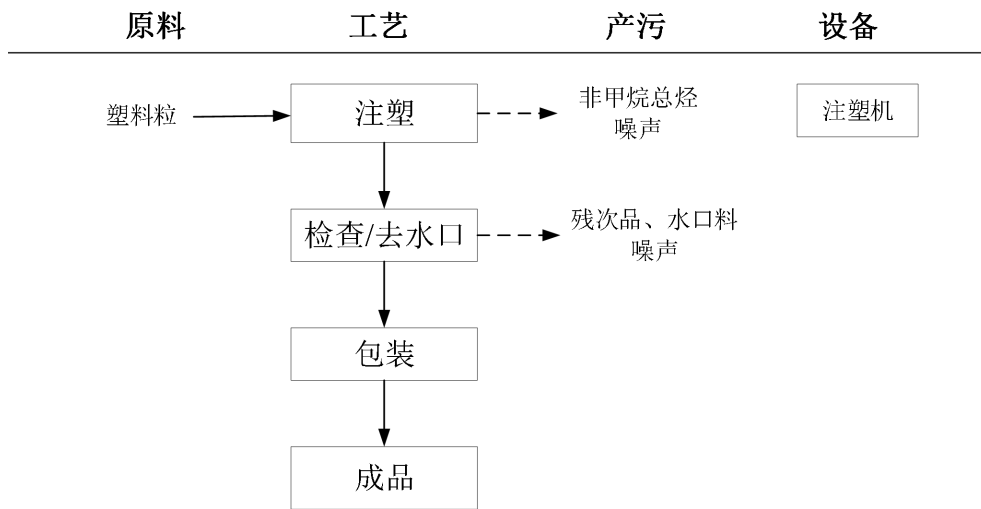 原料 工艺 产污 设备
塑料粒 注塑 非甲烷总烃 注塑机
噪声
检查/去水口 残次品、水口料
噪声
包装
成品